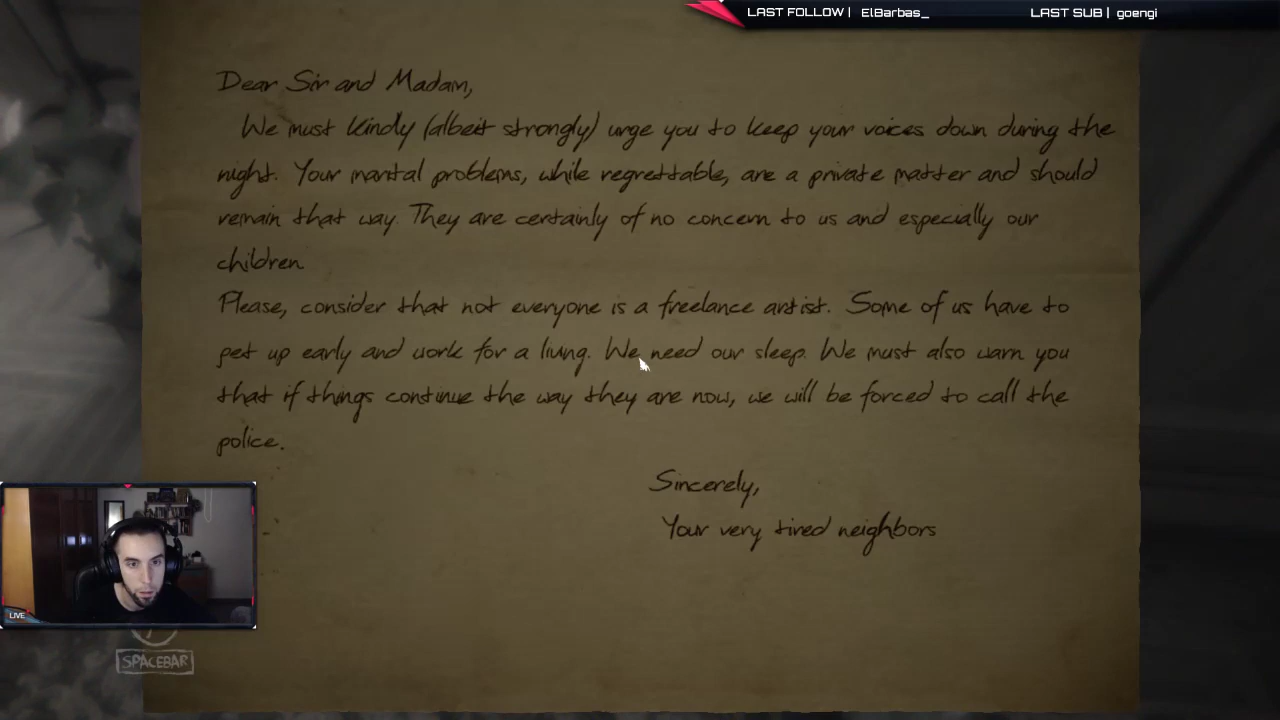 LAST FOLLOW | ElBarbas_ LAST SUB | goengi
Dear Sir and Madam,
We must kindly (albeit strongly) urge you to keep your voices down during the
night. Your marital problems, while regrettable, are a private matter and should
remain that way. They are certainly of no concern to us and especially our
children.
Please, consider that not everyone is a freelance artist. Some of us have to
get up early and work for a living. We need our sleep. We must also warn you
that if things continue the way they are now, we will be forced to call the
police.
Sincerely,
Your very tired neighbors
LIVE
SPACEBAR